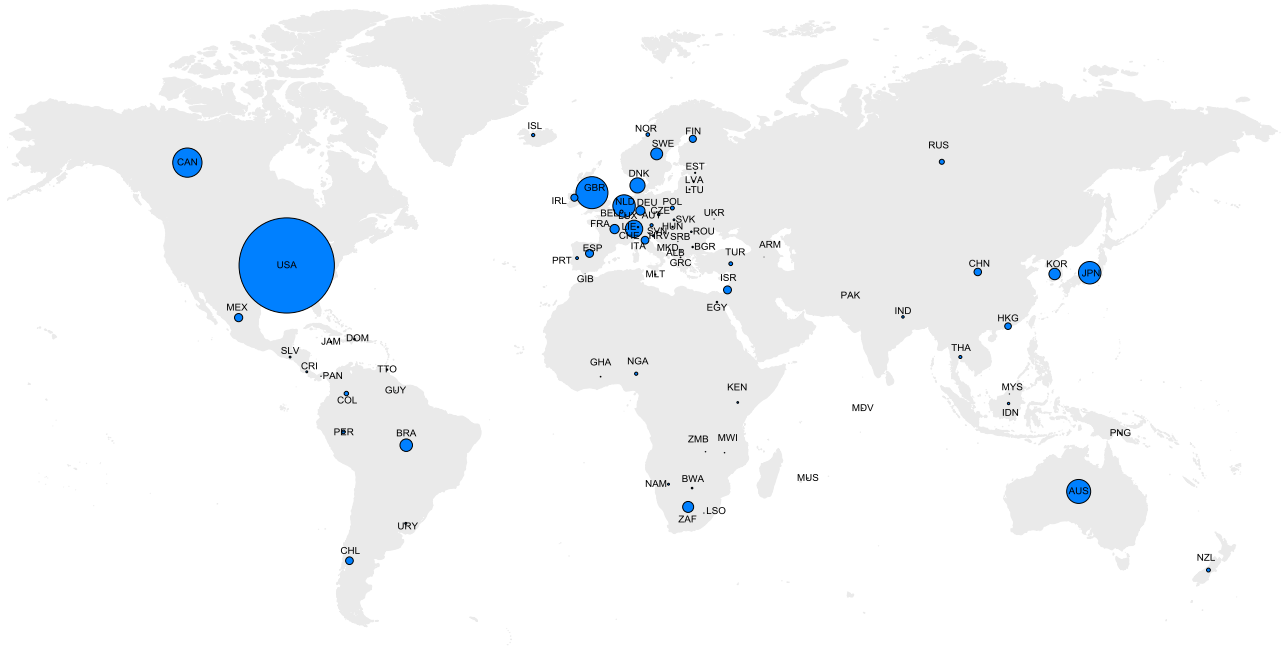 ISL
NOR
FIN
SWE
RUS
CAN
EST
DNK
LVA
GBR
LTU
IRL
NLD
DEU
POL
CZE
BEL
LUX
AUT
UKR
SVK
FRA
LIE
HUN
SVN
ROU
CHE
HRV
SRB
ITA
MKD
BGR
ARM
ESP
ALB
TUR
PRT
GRC
USA
CHN
KOR
JPN
MLT
GIB
ISR
PAK
MEX
EGY
IND
HKG
JAM
DOM
SLV
THA
CRI
PAN
TTO
GHA
NGA
GUY
KEN
MYS
COL
MDV
IDN
PER
BRA
ZMB
MWI
PNG
NAM
BWA
MUS
AUS
ZAF
LSO
URY
CHL
NZL